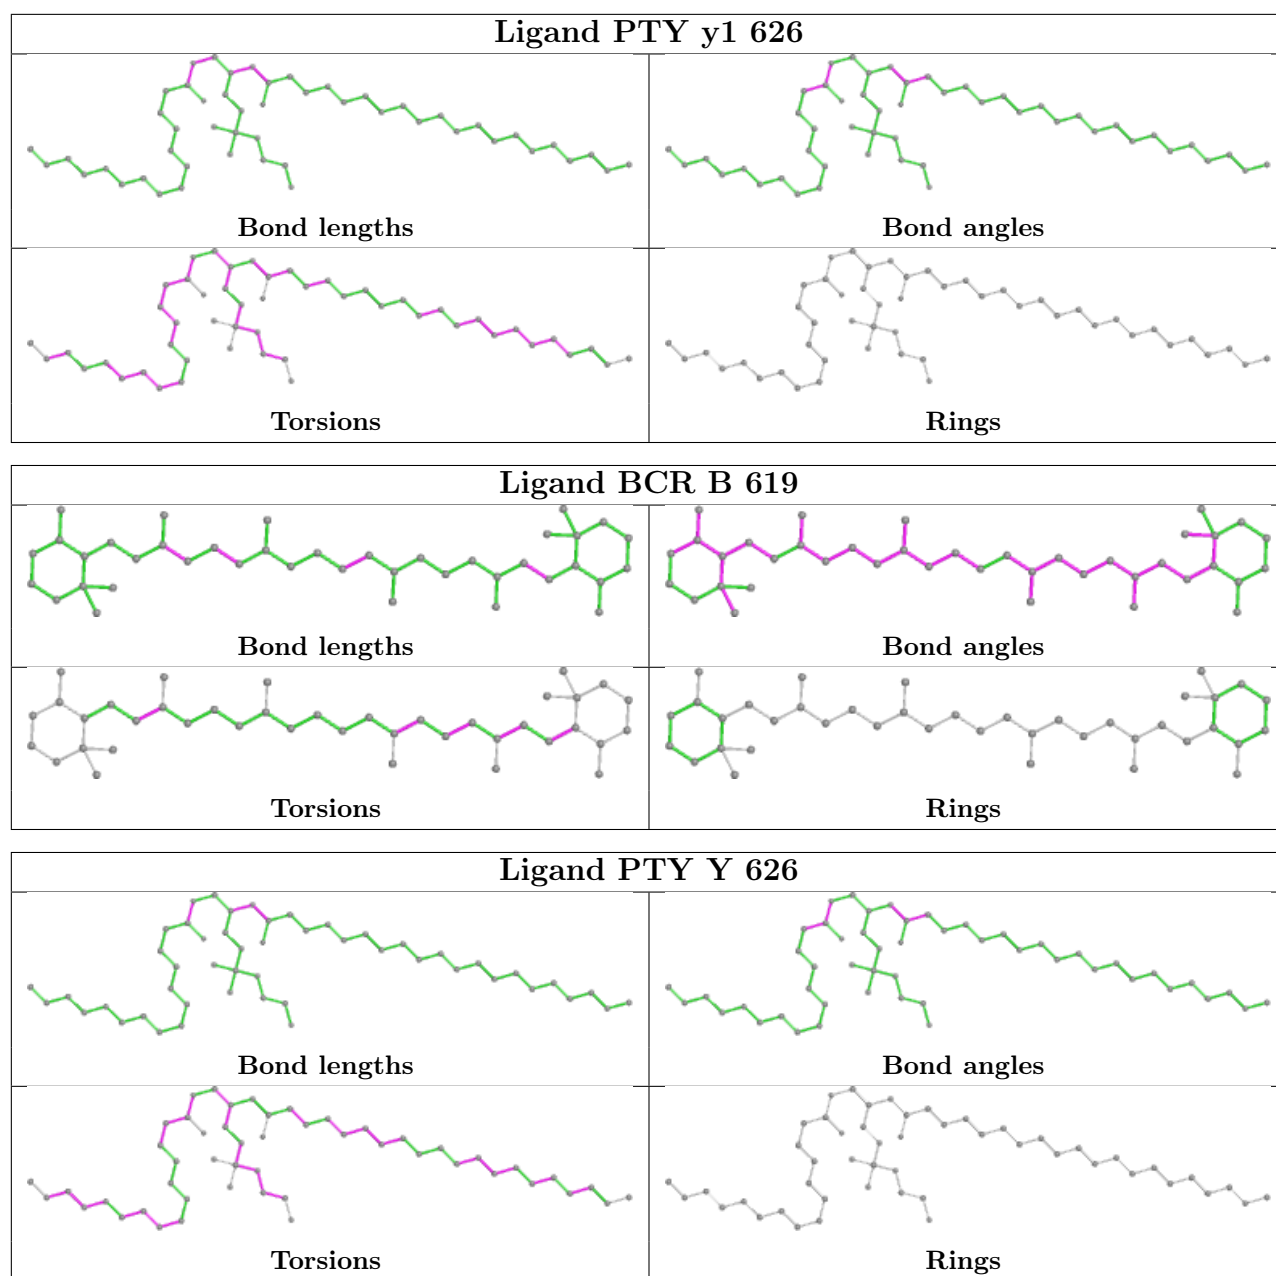 Ligand PTY y1 626
Bond lengths
Bond angles
Torsions
Rings
Ligand BCR B 619
Bond lengths
Bond angles
Torsions
Rings
Ligand PTY Y 626
Bond lengths
Bond angles
Torsions
Rings